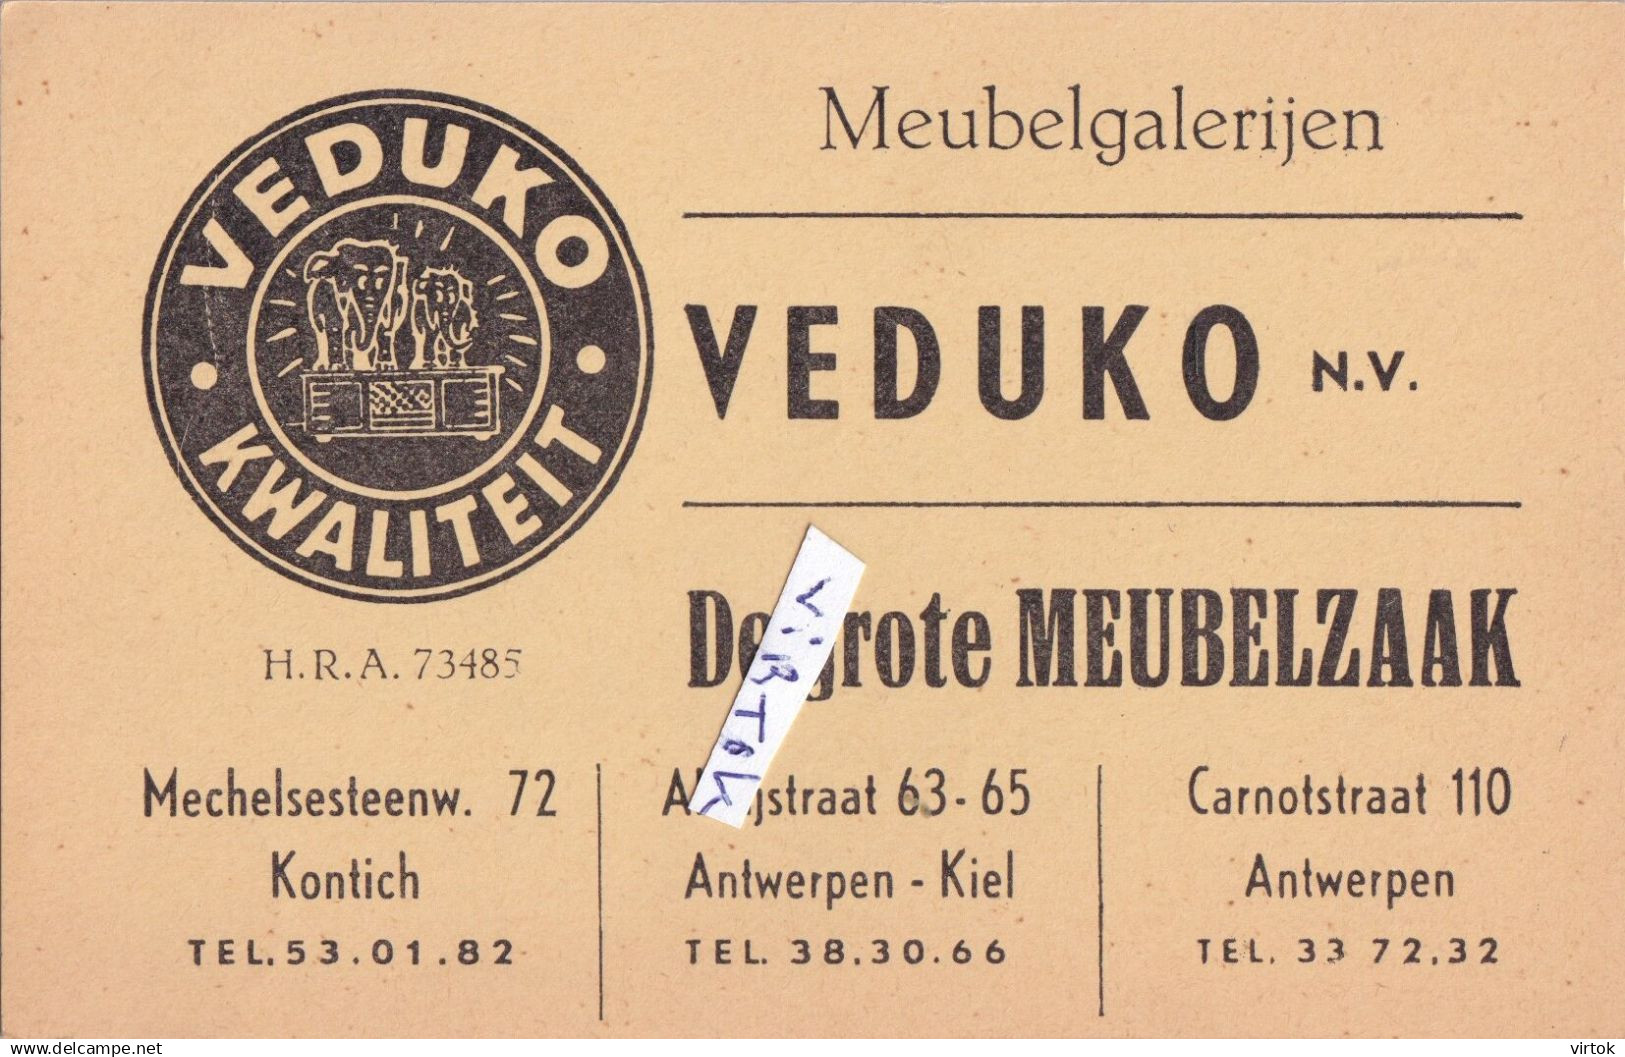 VEDUKO
KWALITEIT
H.R.A. 73485
Meubelgalerijen
VEDUKO N.V.
grote MEUBELZAAK
ViRTok
Mechelsesteenw. 72
Kontich
TEL. 53.01.82
63-65
Antwerpen - Kiel
TEL. 38.30.66
Carnotstraat 110
Antwerpen
TEL. 33 72.32
www.delcampe.net
virtok